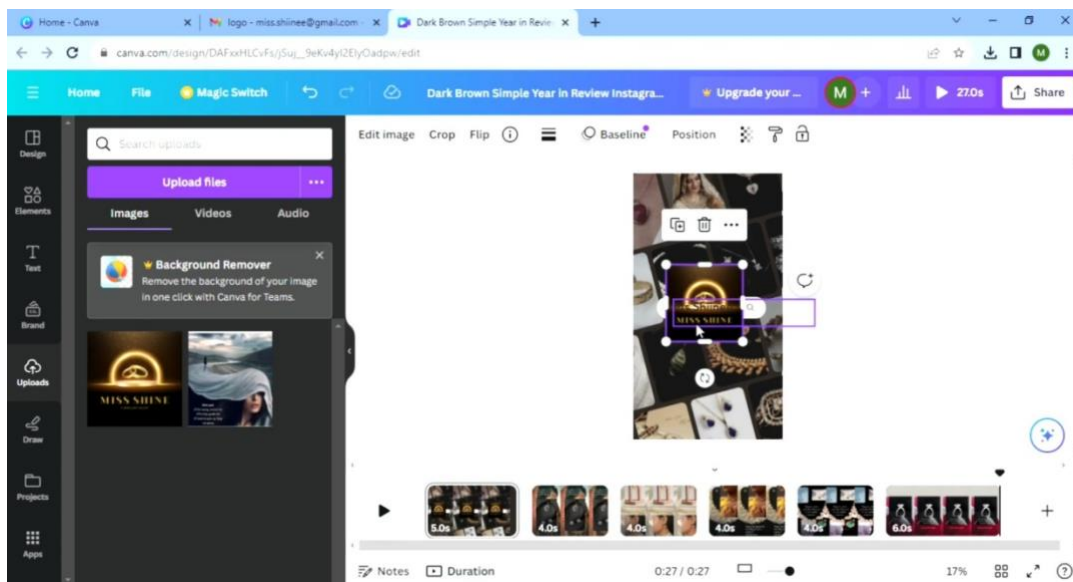 Home - Canva
logo - miss.shiinee@gmail.com -
Dark Brown Simple Year in Revie
canva.com/design/DAFxxHLCvFs/jSuj__9eKv4yl2ElyOadpw/edit
M
Home File Magic Switch Dark Brown Simple Year in Review Instagra... Upgrade your ... M + 27.0s Share
Design
Elements
Text
Brand
Uploads
Draw
Projects
Apps
Search uploads
Upload files
Images Videos Audio
Background Remover
Remove the background of your image
in one click with Canva for Teams.
MISS SHINE
Edit image Crop Flip Baseline Position
Shiinee
MISS SHINE
5.0s 4.0s 4.0s 4.0s 4.0s 6.0s
Notes Duration 0:27 / 0:27 17%